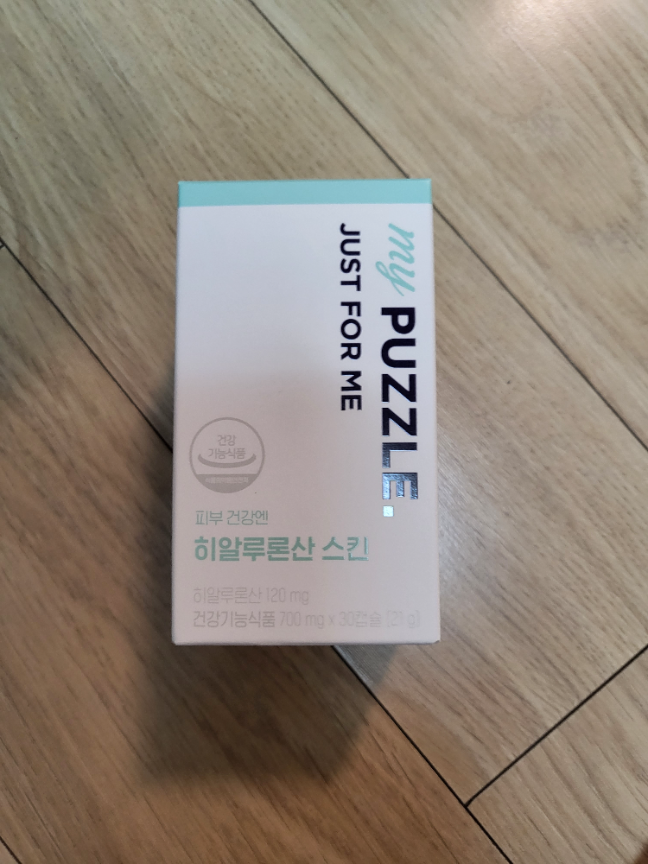 my PUZZLE.
JUST FOR ME
건강
기능식품
피부 건강엔
히알루론산 스킨
히알루론산 120 mg
건강기능식품 700 mg x 30캡슐 (21 g)